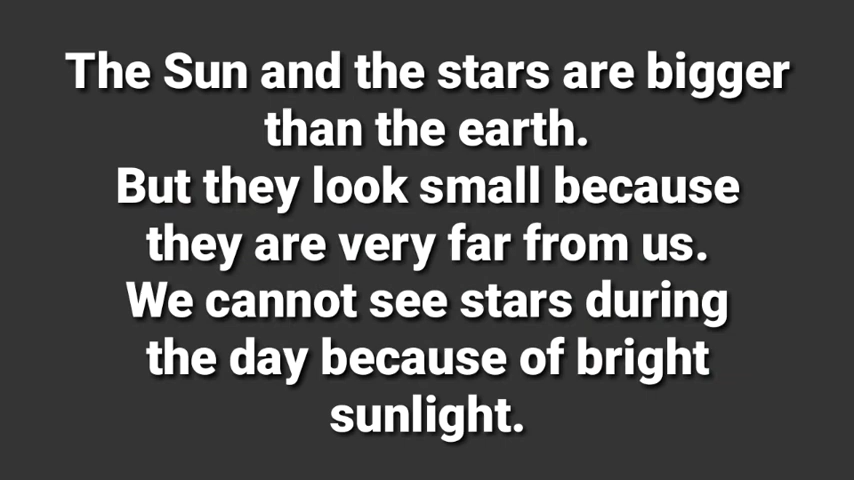 The Sun and the stars are bigger
than the earth.
But they look small because
they are very far from us.
We cannot see stars during
the day because of bright
sunlight.